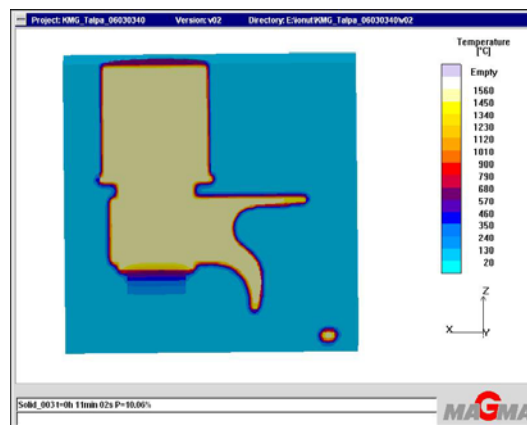 Project: KMG_Talpa_06030340 Version: v02 Directory: E:\ionut\KMG_Talpa_06030340\v02
Temperature
[°C]
Empty
1560
1450
1340
1230
1120
1010
900
790
680
570
460
350
240
130
20
Z
X
Y
Solid_003 t=0h 11min 02s P=10.06%
MAGMA